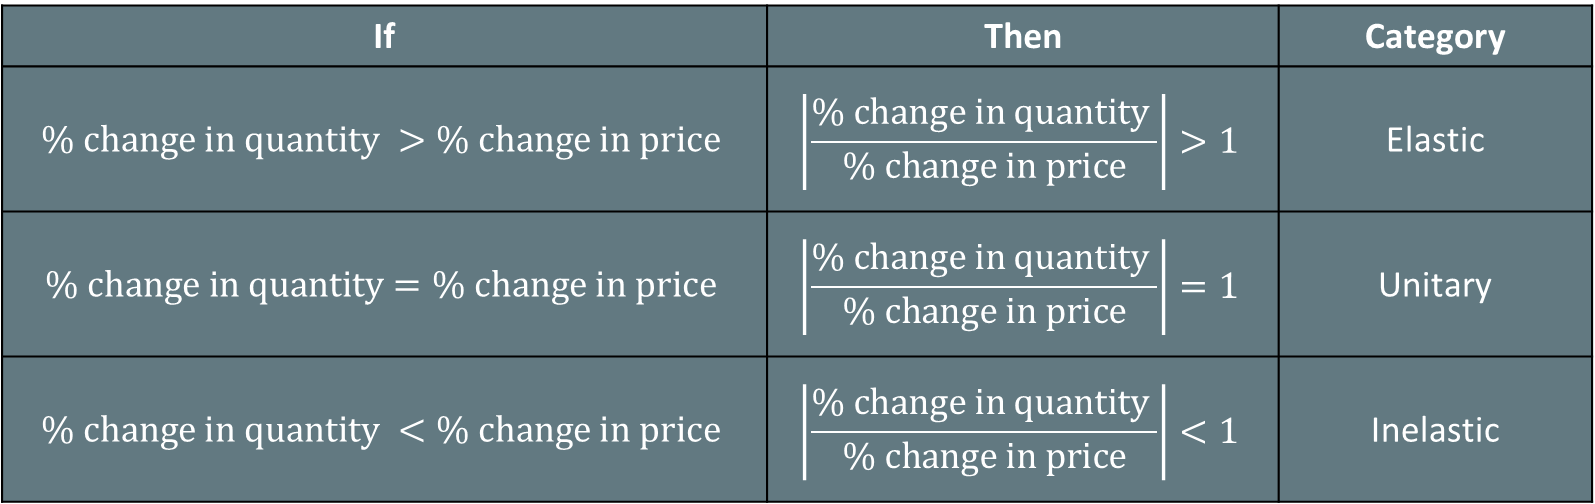 If Then Category
% change in quantity > % change in price |% change in quantity / % change in price| > 1 Elastic
% change in quantity = % change in price |% change in quantity / % change in price| = 1 Unitary
% change in quantity < % change in price |% change in quantity / % change in price| < 1 Inelastic